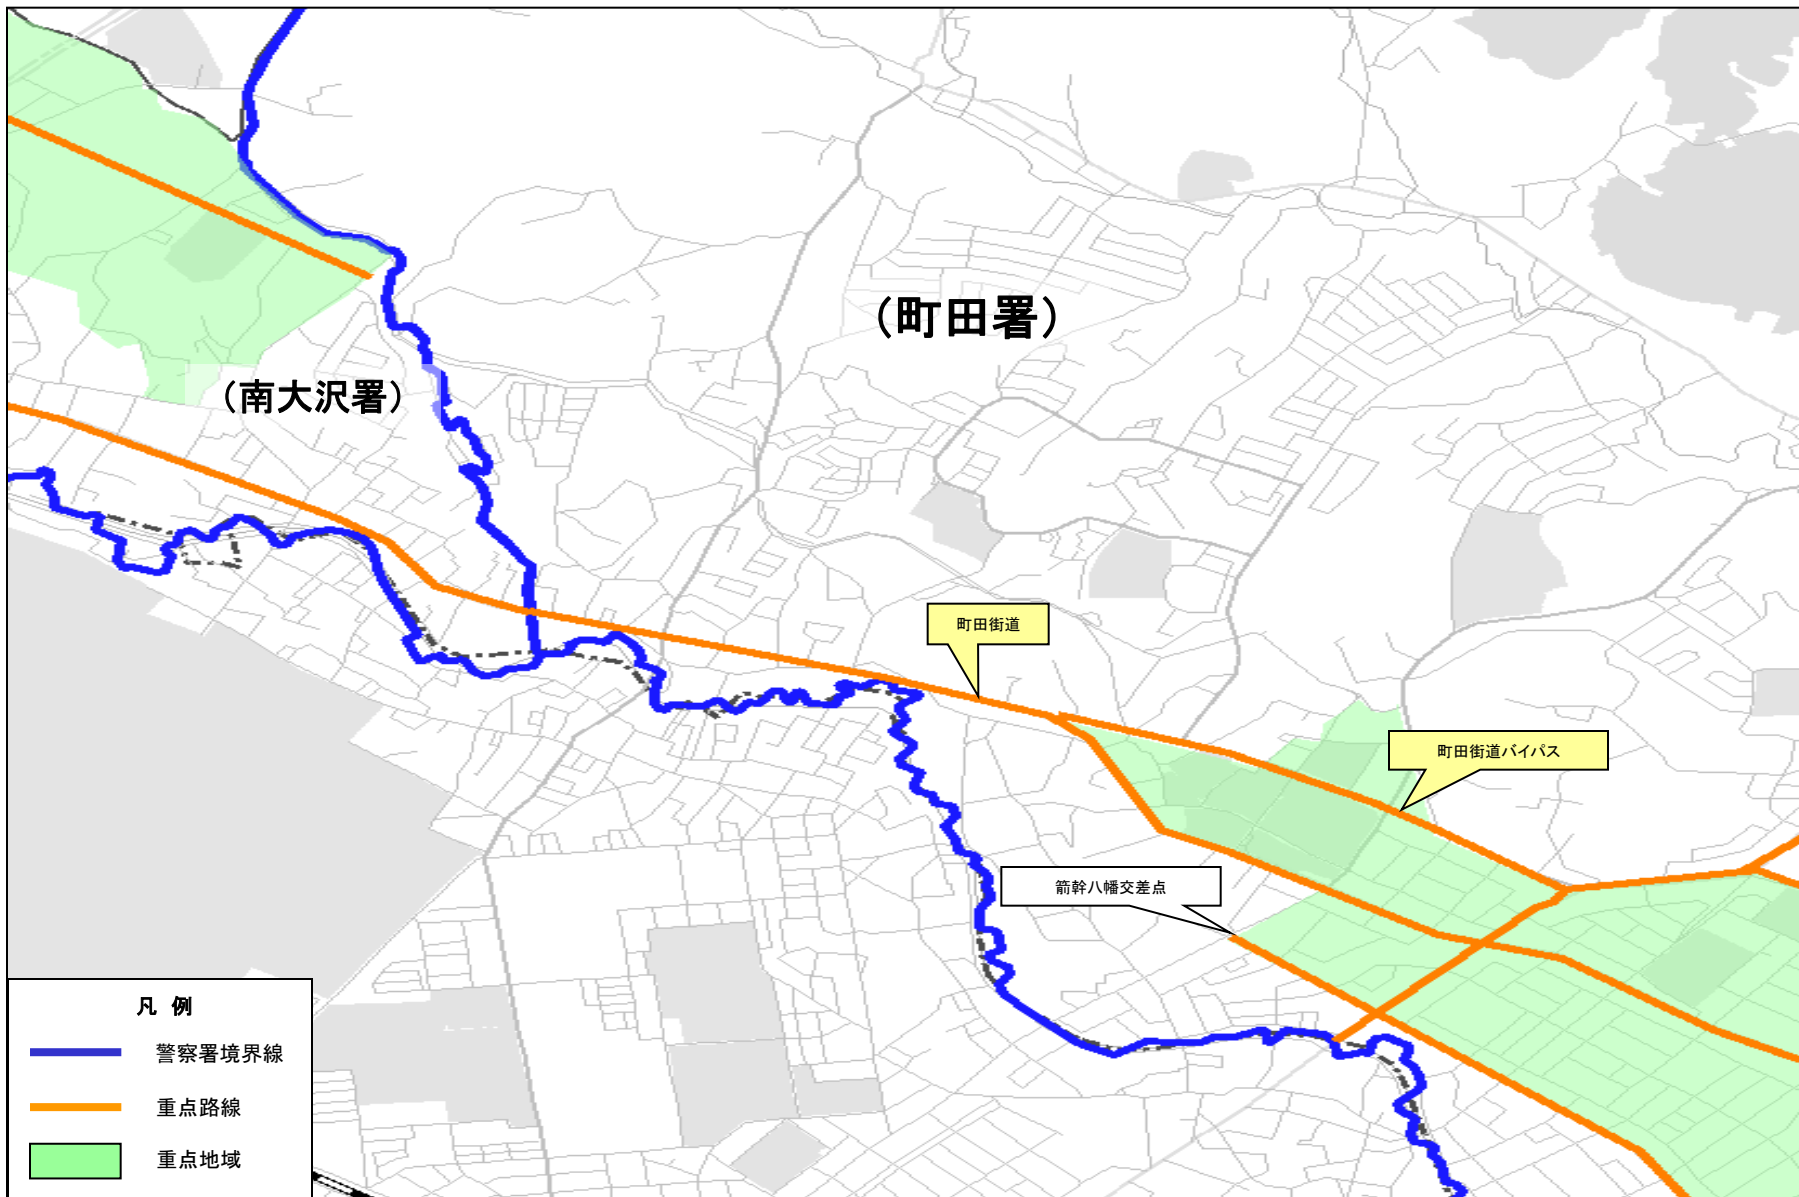 （町田署）
（南大沢署）
町田街道
町田街道バイパス
箭幹八幡交差点
凡 例
警察署境界線
重点路線
重点地域